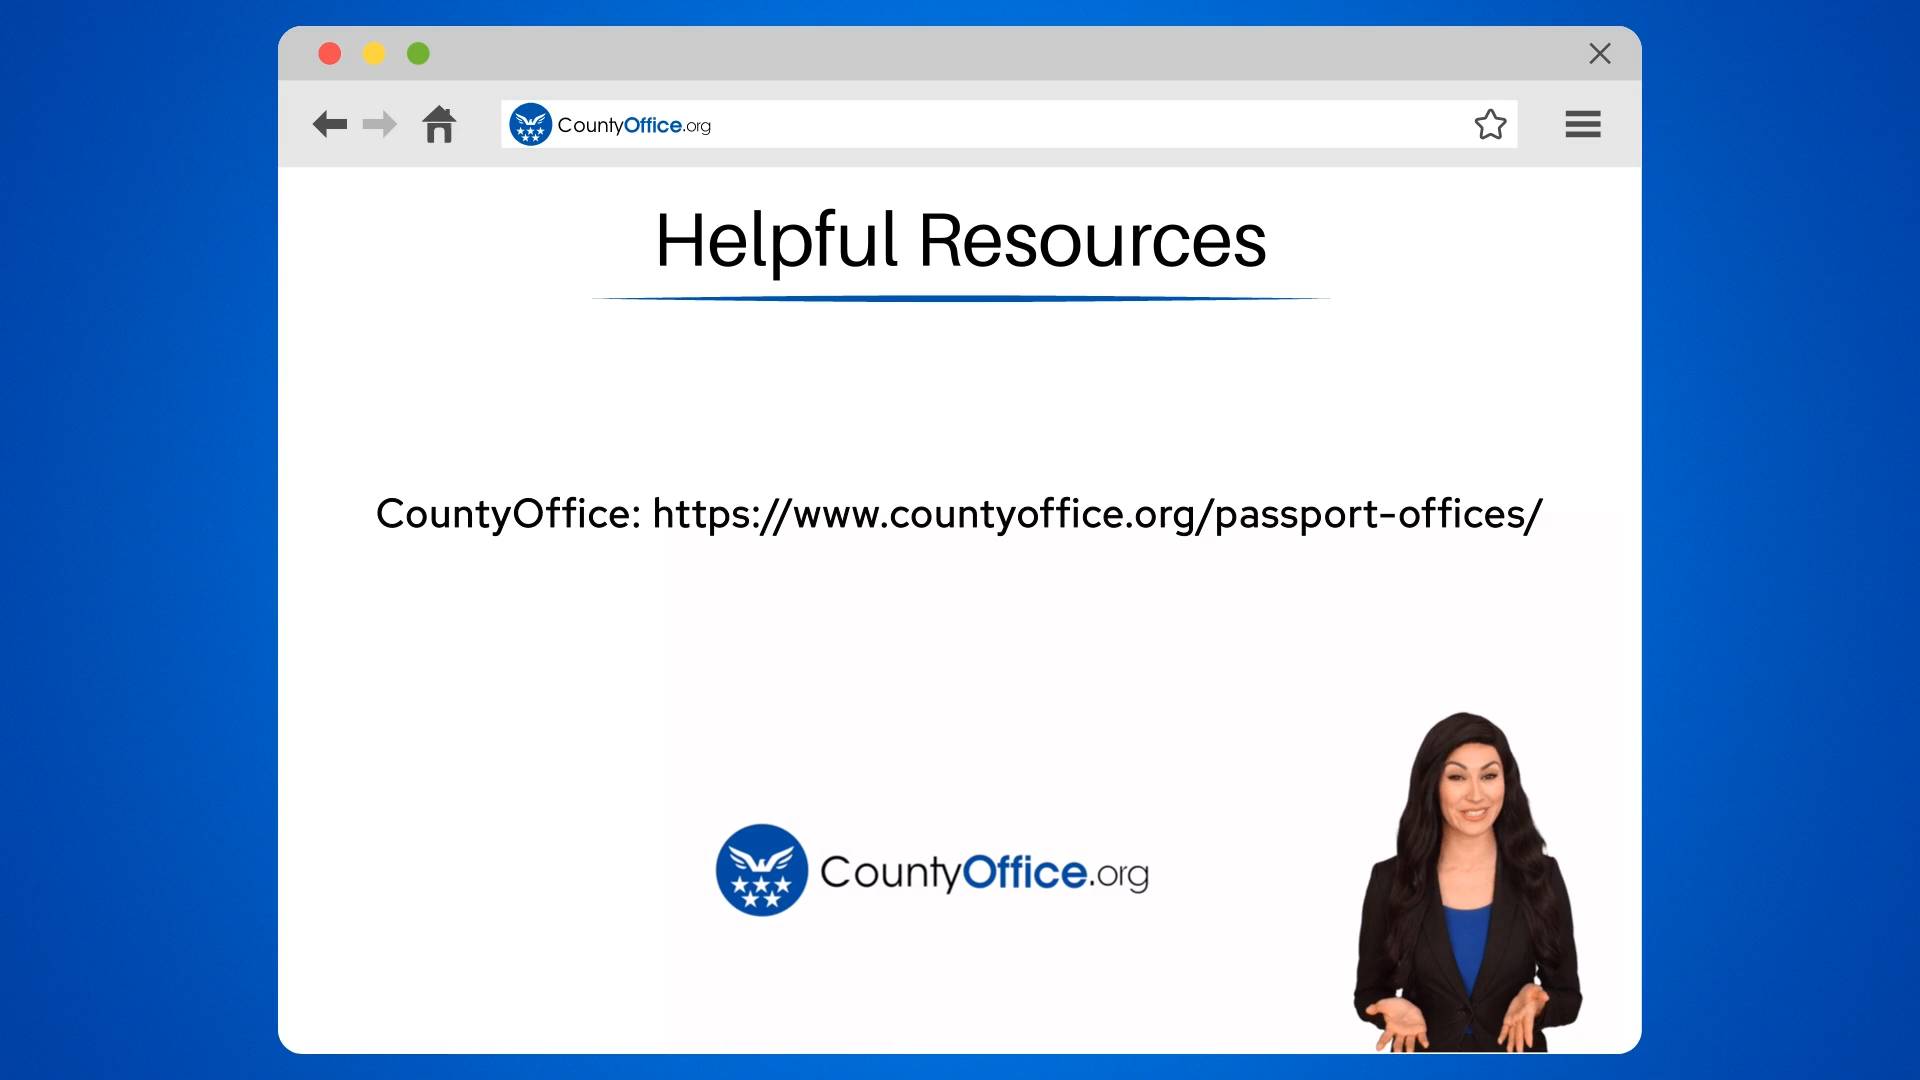 CountyOffice.org
Helpful Resources
CountyOffice: https://www.countyoffice.org/passport-offices/
CountyOffice.org